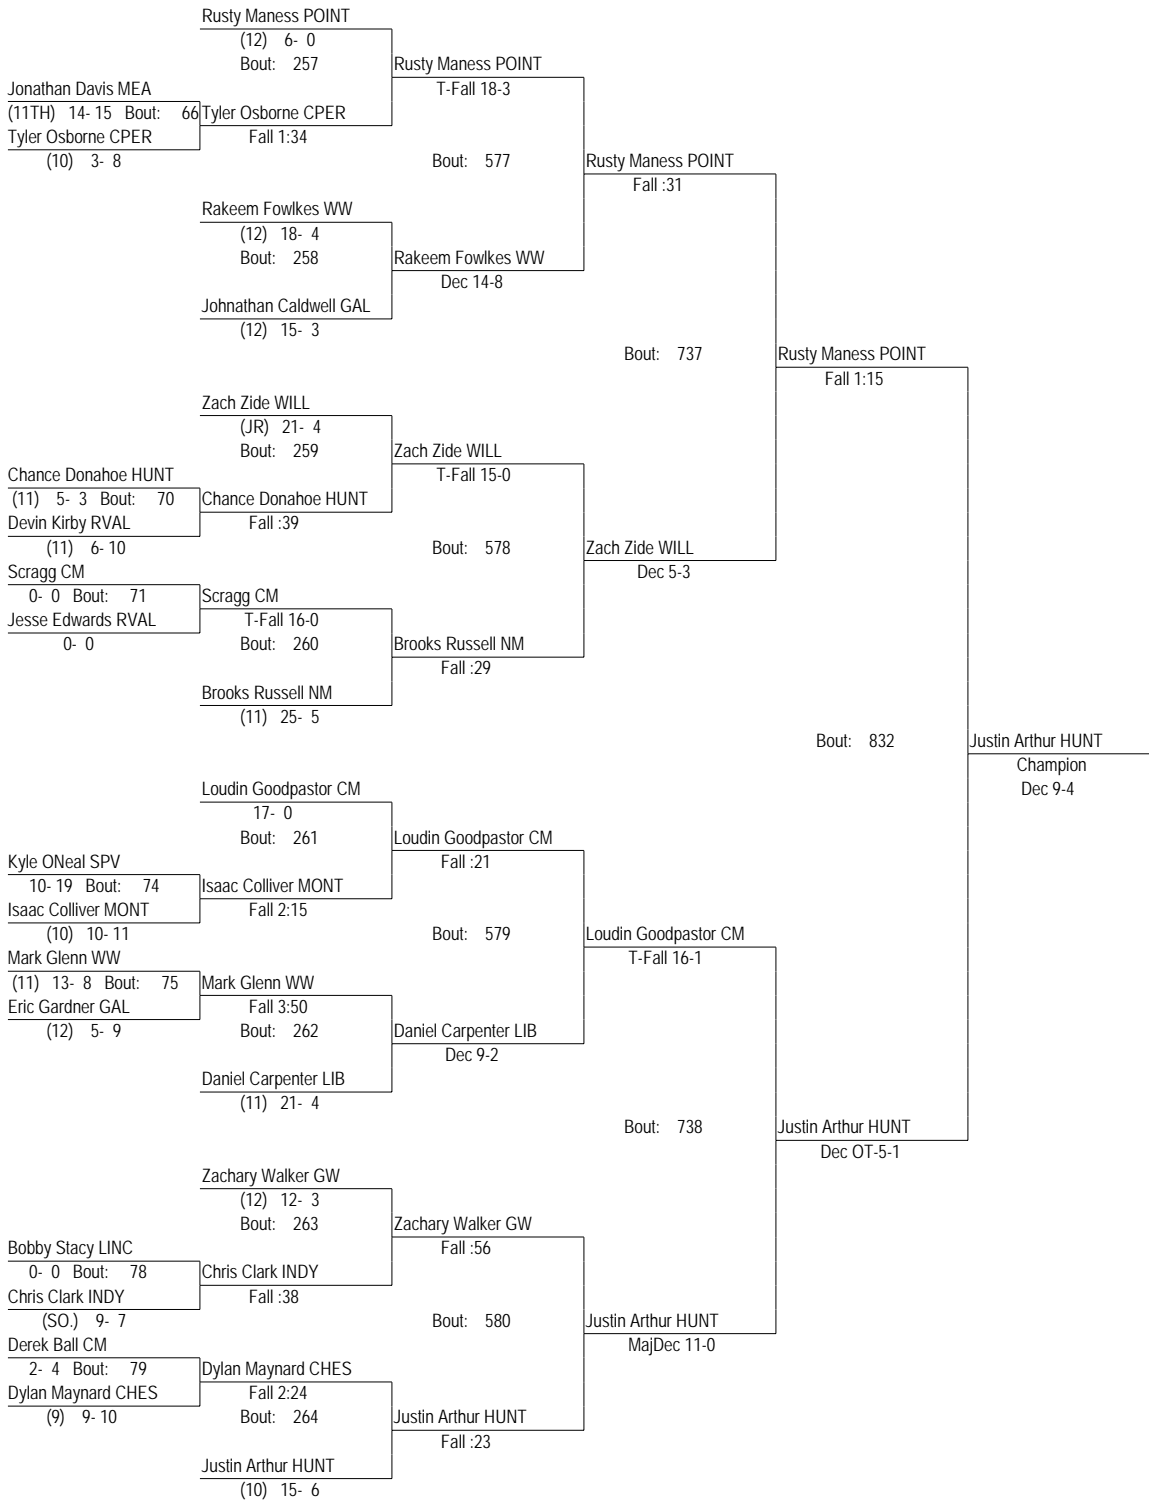 Rusty Maness POINT
(12) 6- 0
Bout: 257
Rusty Maness POINT
T-Fall 18-3
Jonathan Davis MEA
(11TH) 14- 15 Bout: 66
Tyler Osborne CPER
Fall 1:34
Tyler Osborne CPER
(10) 3- 8
Bout: 577
Rusty Maness POINT
Fall :31
Rakeem Fowlkes WW
(12) 18- 4
Bout: 258
Rakeem Fowlkes WW
Dec 14-8
Johnathan Caldwell GAL
(12) 15- 3
Bout: 737
Rusty Maness POINT
Fall 1:15
Zach Zide WILL
(JR) 21- 4
Bout: 259
Zach Zide WILL
T-Fall 15-0
Chance Donahoe HUNT
(11) 5- 3 Bout: 70
Chance Donahoe HUNT
Fall :39
Devin Kirby RVAL
(11) 6- 10
Bout: 578
Zach Zide WILL
Dec 5-3
Scragg CM
0- 0 Bout: 71
Scragg CM
T-Fall 16-0
Jesse Edwards RVAL
0- 0
Bout: 260
Brooks Russell NM
Fall :29
Brooks Russell NM
(11) 25- 5
Bout: 832
Justin Arthur HUNT
Champion
Dec 9-4
Loudin Goodpastor CM
17- 0
Bout: 261
Loudin Goodpastor CM
Fall :21
Kyle ONeal SPV
10- 19 Bout: 74
Isaac Colliver MONT
Fall 2:15
Isaac Colliver MONT
(10) 10- 11
Bout: 579
Loudin Goodpastor CM
T-Fall 16-1
Mark Glenn WW
(11) 13- 8 Bout: 75
Mark Glenn WW
Fall 3:50
Eric Gardner GAL
(12) 5- 9
Bout: 262
Daniel Carpenter LIB
Dec 9-2
Daniel Carpenter LIB
(11) 21- 4
Bout: 738
Justin Arthur HUNT
Dec OT-5-1
Zachary Walker GW
(12) 12- 3
Bout: 263
Zachary Walker GW
Fall :56
Bobby Stacy LINC
0- 0 Bout: 78
Chris Clark INDY
Fall :38
Chris Clark INDY
(SO.) 9- 7
Bout: 580
Justin Arthur HUNT
MajDec 11-0
Derek Ball CM
2- 4 Bout: 79
Dylan Maynard CHES
Fall 2:24
Dylan Maynard CHES
(9) 9- 10
Bout: 264
Justin Arthur HUNT
Fall :23
Justin Arthur HUNT
(10) 15- 6